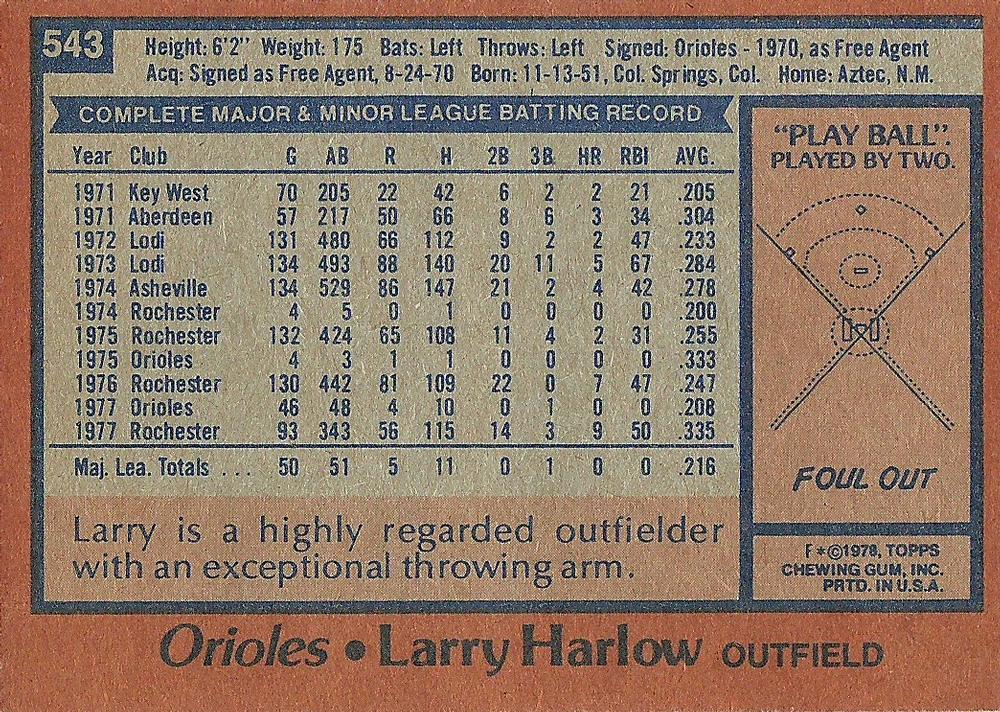 543
Height: 6'2" Weight: 175 Bats: Left Throws: Left Signed: Orioles - 1970, as Free Agent
Acq: Signed as Free Agent, 8-24-70 Born: 11-13-51, Col. Springs, Col. Home: Aztec, N.M.
COMPLETE MAJOR & MINOR LEAGUE BATTING RECORD
Year Club G AB R H 2B 3B HR RBI AVG.
1971 Key West 70 205 22 42 6 2 2 21 .205
1971 Aberdeen 57 217 50 66 8 6 3 34 .304
1972 Lodi 131 480 66 112 9 2 2 47 .233
1973 Lodi 134 493 88 140 20 11 5 67 .284
1974 Asheville 134 529 86 147 21 2 4 42 .278
1974 Rochester 4 5 0 1 0 0 0 0 .200
1975 Rochester 132 424 65 108 11 4 2 31 .255
1975 Orioles 4 3 1 1 0 0 0 0 .333
1976 Rochester 130 442 81 109 22 0 7 47 .247
1977 Orioles 46 48 4 10 0 1 0 0 .208
1977 Rochester 93 343 56 115 14 3 9 50 .335
Maj. Lea. Totals . . . 50 51 5 11 0 1 0 0 .216
Larry is a highly regarded outfielder
with an exceptional throwing arm.
"PLAY BALL".
PLAYED BY TWO.
FOUL OUT
F*©1978, TOPPS
CHEWING GUM, INC.
PRTD. IN U.S.A.
Orioles • Larry Harlow OUTFIELD